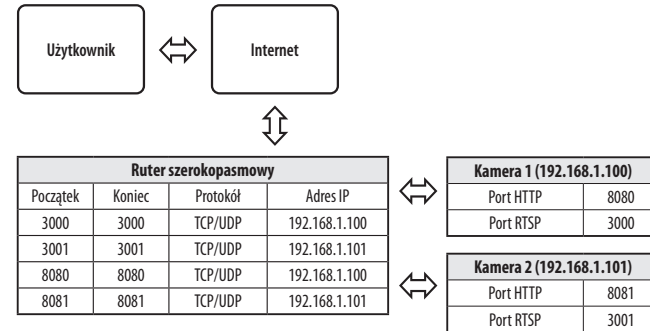 Użytkownik
Internet
Ruter szerokopasmowy
Początek Koniec Protokół Adres IP
3000 3000 TCP/UDP 192.168.1.100
3001 3001 TCP/UDP 192.168.1.101
8080 8080 TCP/UDP 192.168.1.100
8081 8081 TCP/UDP 192.168.1.101
Kamera 1 (192.168.1.100)
Port HTTP 8080
Port RTSP 3000
Kamera 2 (192.168.1.101)
Port HTTP 8081
Port RTSP 3001